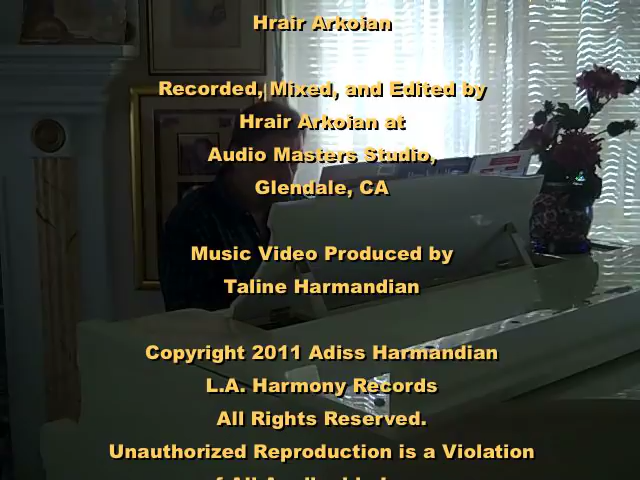 Hrair Arkoian
Recorded, Mixed, and Edited by
Hrair Arkoian at
Audio Masters Studio,
Glendale, CA
Music Video Produced by
Taline Harmandian
Copyright 2011 Adiss Harmandian
L.A. Harmony Records
All Rights Reserved.
Unauthorized Reproduction is a Violation